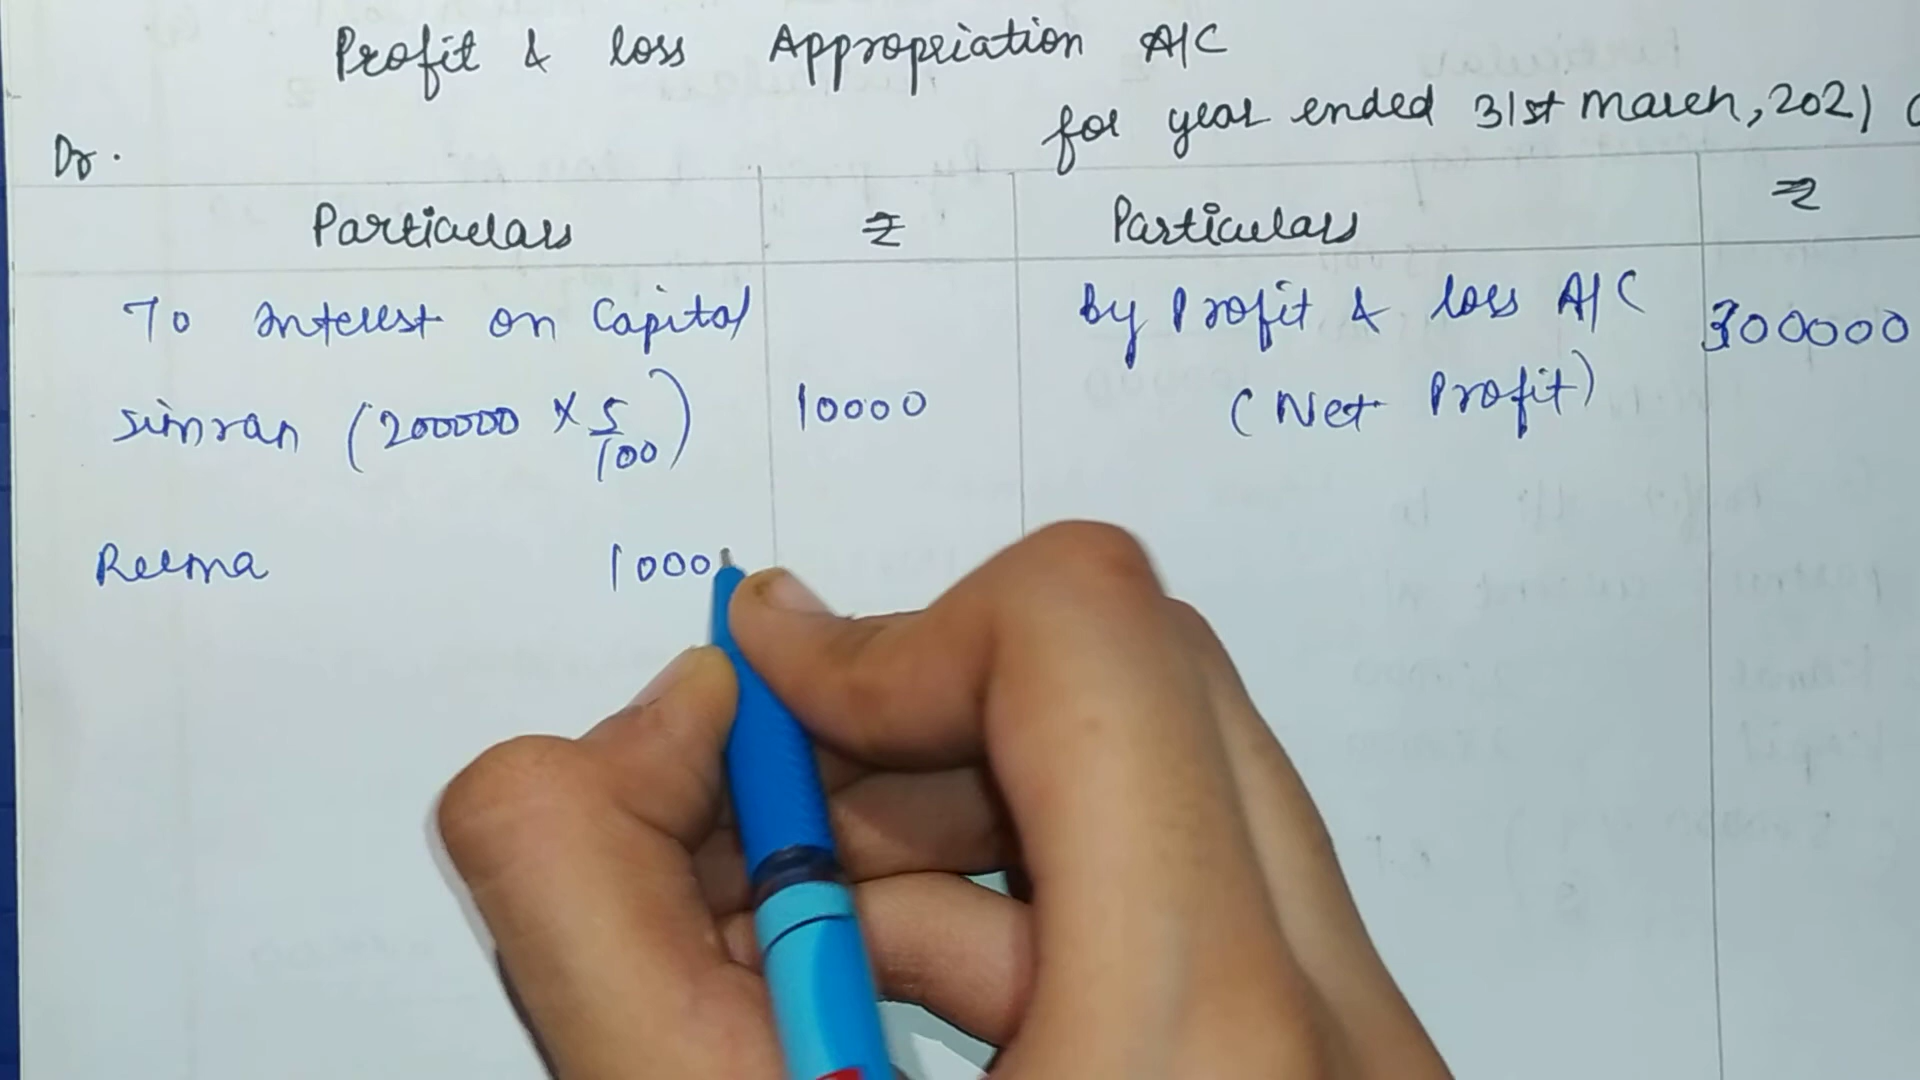 Profit & loss Appropriation A/C
for year ended 31st march, 2021
Dr.
Particulars ₹ Particulars ₹
To Interest on Capital
simran (200000 × 5/100) 10000
Reema 1000
by Profit & loss A/C 300000
(Net Profit)